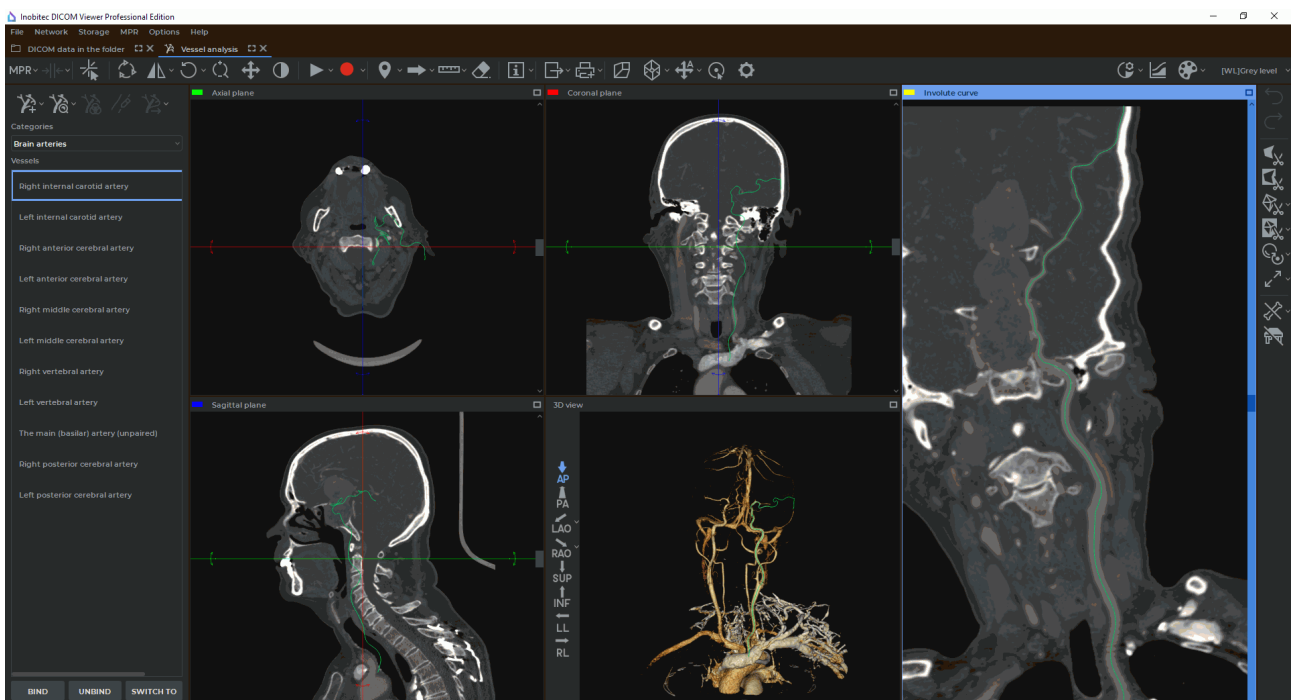 Inobitec DICOM Viewer Professional Edition
File Network Storage MPR Options Help
DICOM data in the folder Vessel analysis
MPR [WL]Grey level
Categories
Brain arteries
Vessels
Right internal carotid artery
Left internal carotid artery
Right anterior cerebral artery
Left anterior cerebral artery
Right middle cerebral artery
Left middle cerebral artery
Right vertebral artery
Left vertebral artery
The main (basilar) artery (unpaired)
Right posterior cerebral artery
Left posterior cerebral artery
BIND UNBIND SWITCH TO
Axial plane
Coronal plane
Involute curve
Sagittal plane
3D view
AP
PA
LAO
RAO
SUP
INF
LL
RL